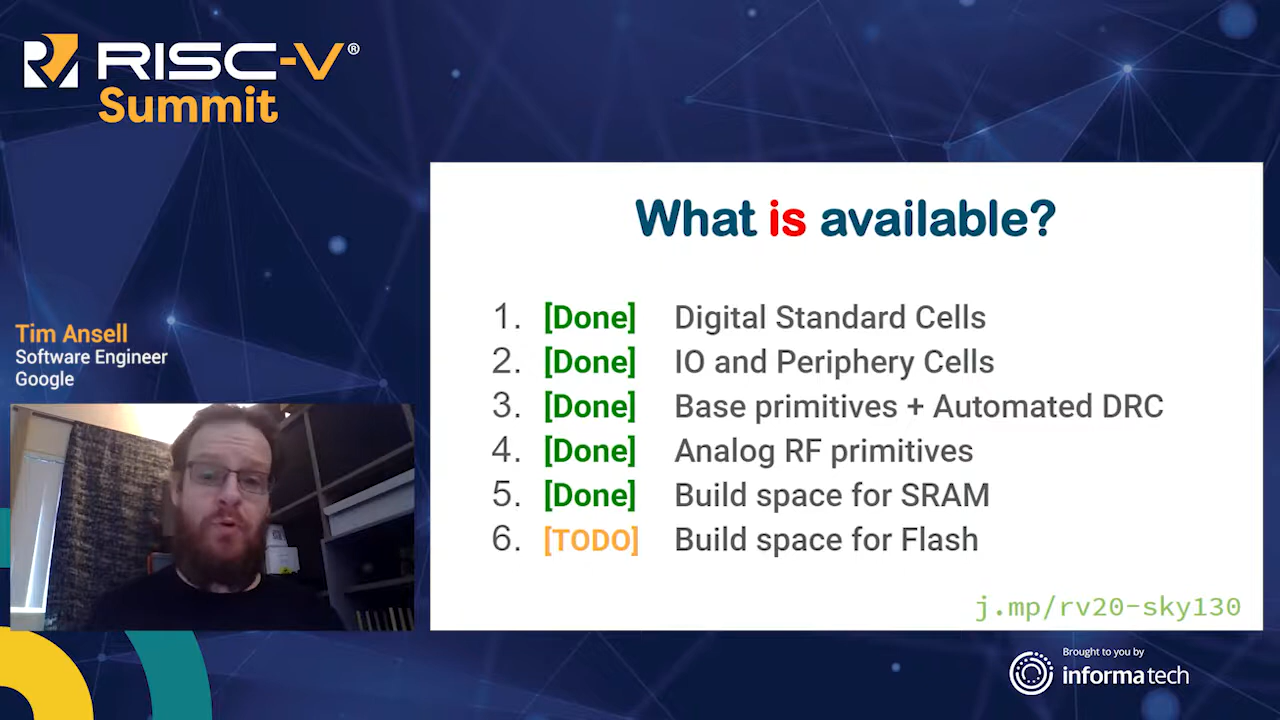 RISC-V®
Summit
What is available?
1. [Done] Digital Standard Cells
2. [Done] IO and Periphery Cells
3. [Done] Base primitives + Automated DRC
4. [Done] Analog RF primitives
5. [Done] Build space for SRAM
6. [TODO] Build space for Flash
j.mp/rv20-sky130
Tim Ansell
Software Engineer
Google
Brought to you by
informa tech